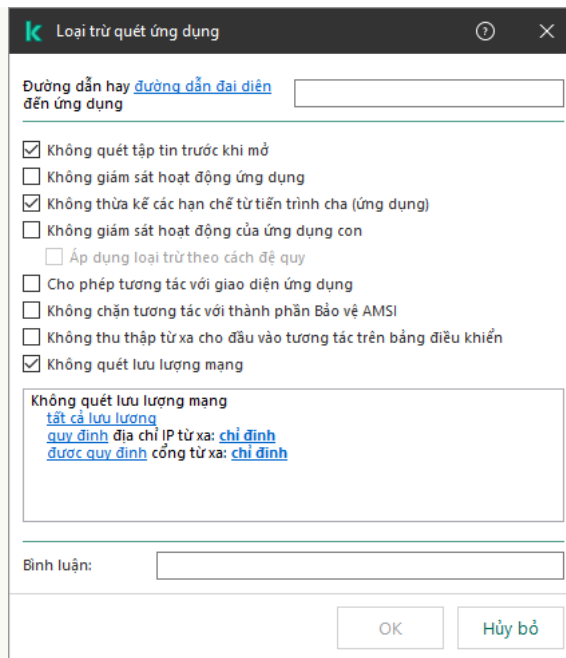 Loại trừ quét ứng dụng
Đường dẫn hay đường dẫn đại diện
đến ứng dụng
Không quét tập tin trước khi mở
Không giám sát hoạt động ứng dụng
Không thừa kế các hạn chế từ tiến trình cha (ứng dụng)
Không giám sát hoạt động của ứng dụng con
Áp dụng loại trừ theo cách đệ quy
Cho phép tương tác với giao diện ứng dụng
Không chặn tương tác với thành phần Bảo vệ AMSI
Không thu thập từ xa cho đầu vào tương tác trên bảng điều khiển
Không quét lưu lượng mạng
Không quét lưu lượng mạng
tất cả lưu lượng
quy định địa chỉ IP từ xa: chỉ định
được quy định cổng từ xa: chỉ định
Bình luận:
OK
Hủy bỏ